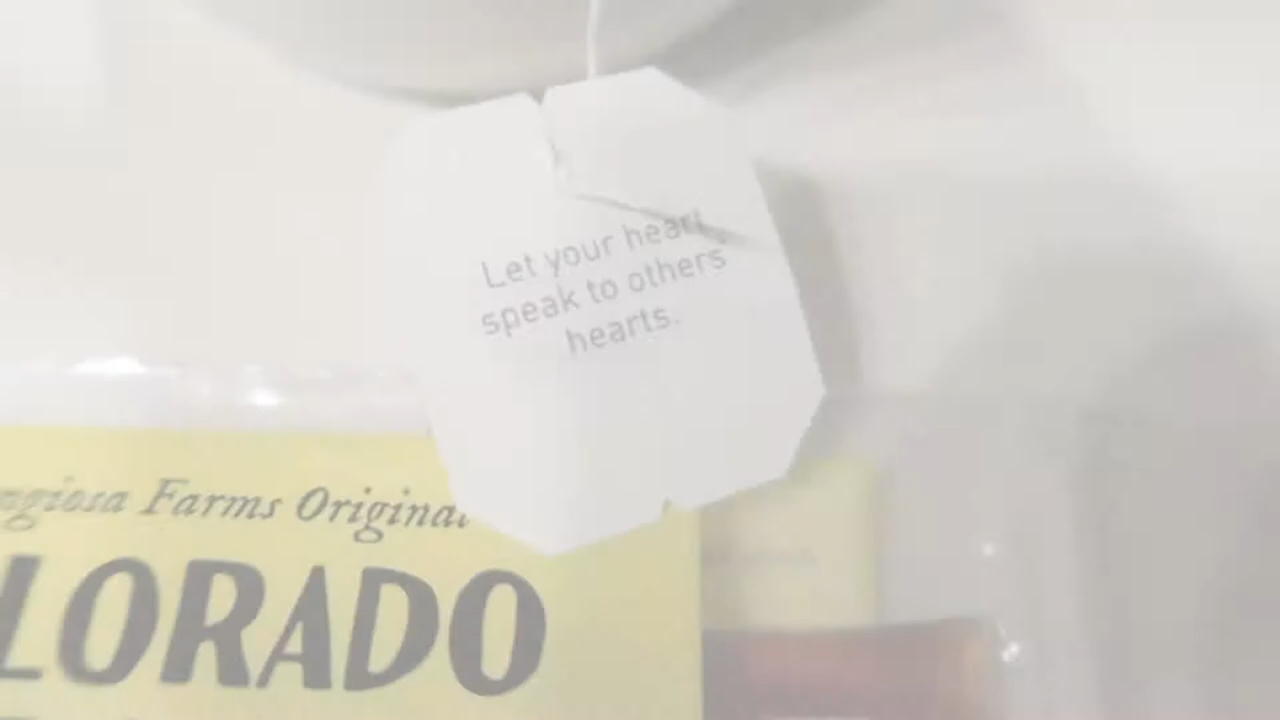 Let your heart
speak to others
hearts.
Farms Original
LORADO